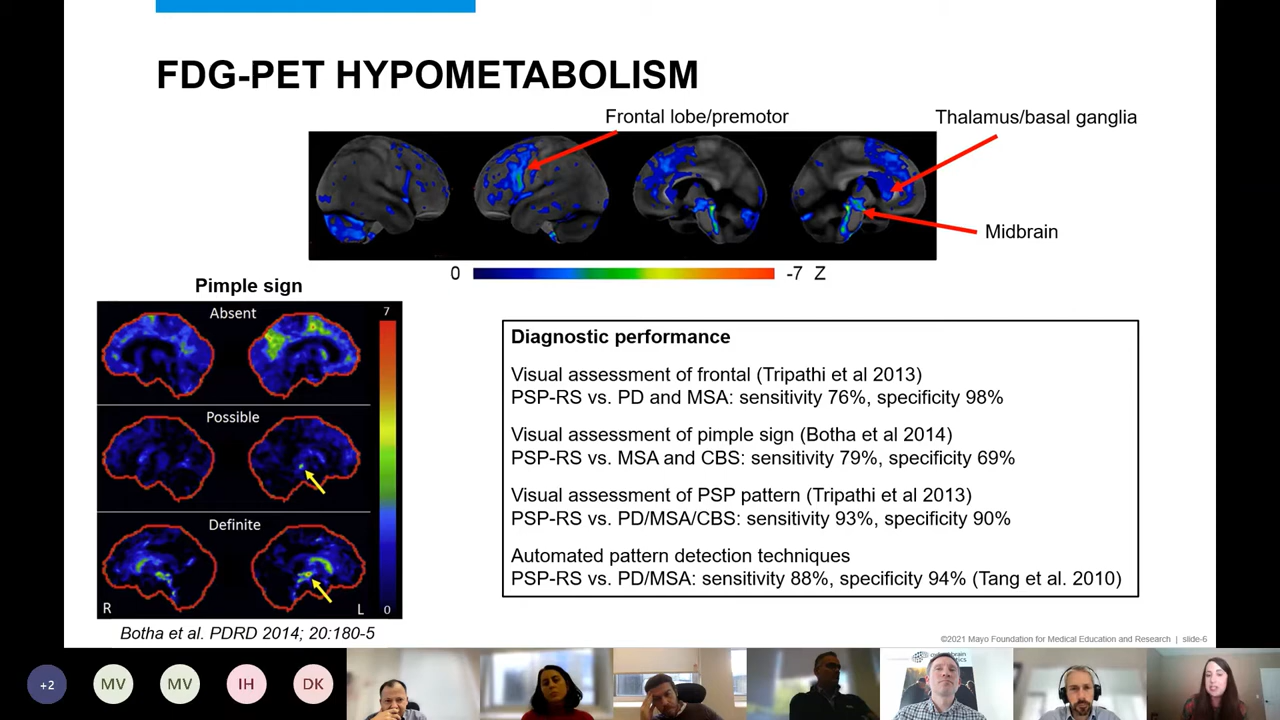 FDG-PET HYPOMETABOLISM
Frontal lobe/premotor
Thalamus/basal ganglia
Midbrain
0
-7 Z
Pimple sign
Absent
7
Possible
Definite
R
L
0
Botha et al. PDRD 2014; 20:180-5
Diagnostic performance
Visual assessment of frontal (Tripathi et al 2013)
PSP-RS vs. PD and MSA: sensitivity 76%, specificity 98%
Visual assessment of pimple sign (Botha et al 2014)
PSP-RS vs. MSA and CBS: sensitivity 79%, specificity 69%
Visual assessment of PSP pattern (Tripathi et al 2013)
PSP-RS vs. PD/MSA/CBS: sensitivity 93%, specificity 90%
Automated pattern detection techniques
PSP-RS vs. PD/MSA: sensitivity 88%, specificity 94% (Tang et al. 2010)
©2021 Mayo Foundation for Medical Education and Research | slide-6
+2
MV
MV
IH
DK